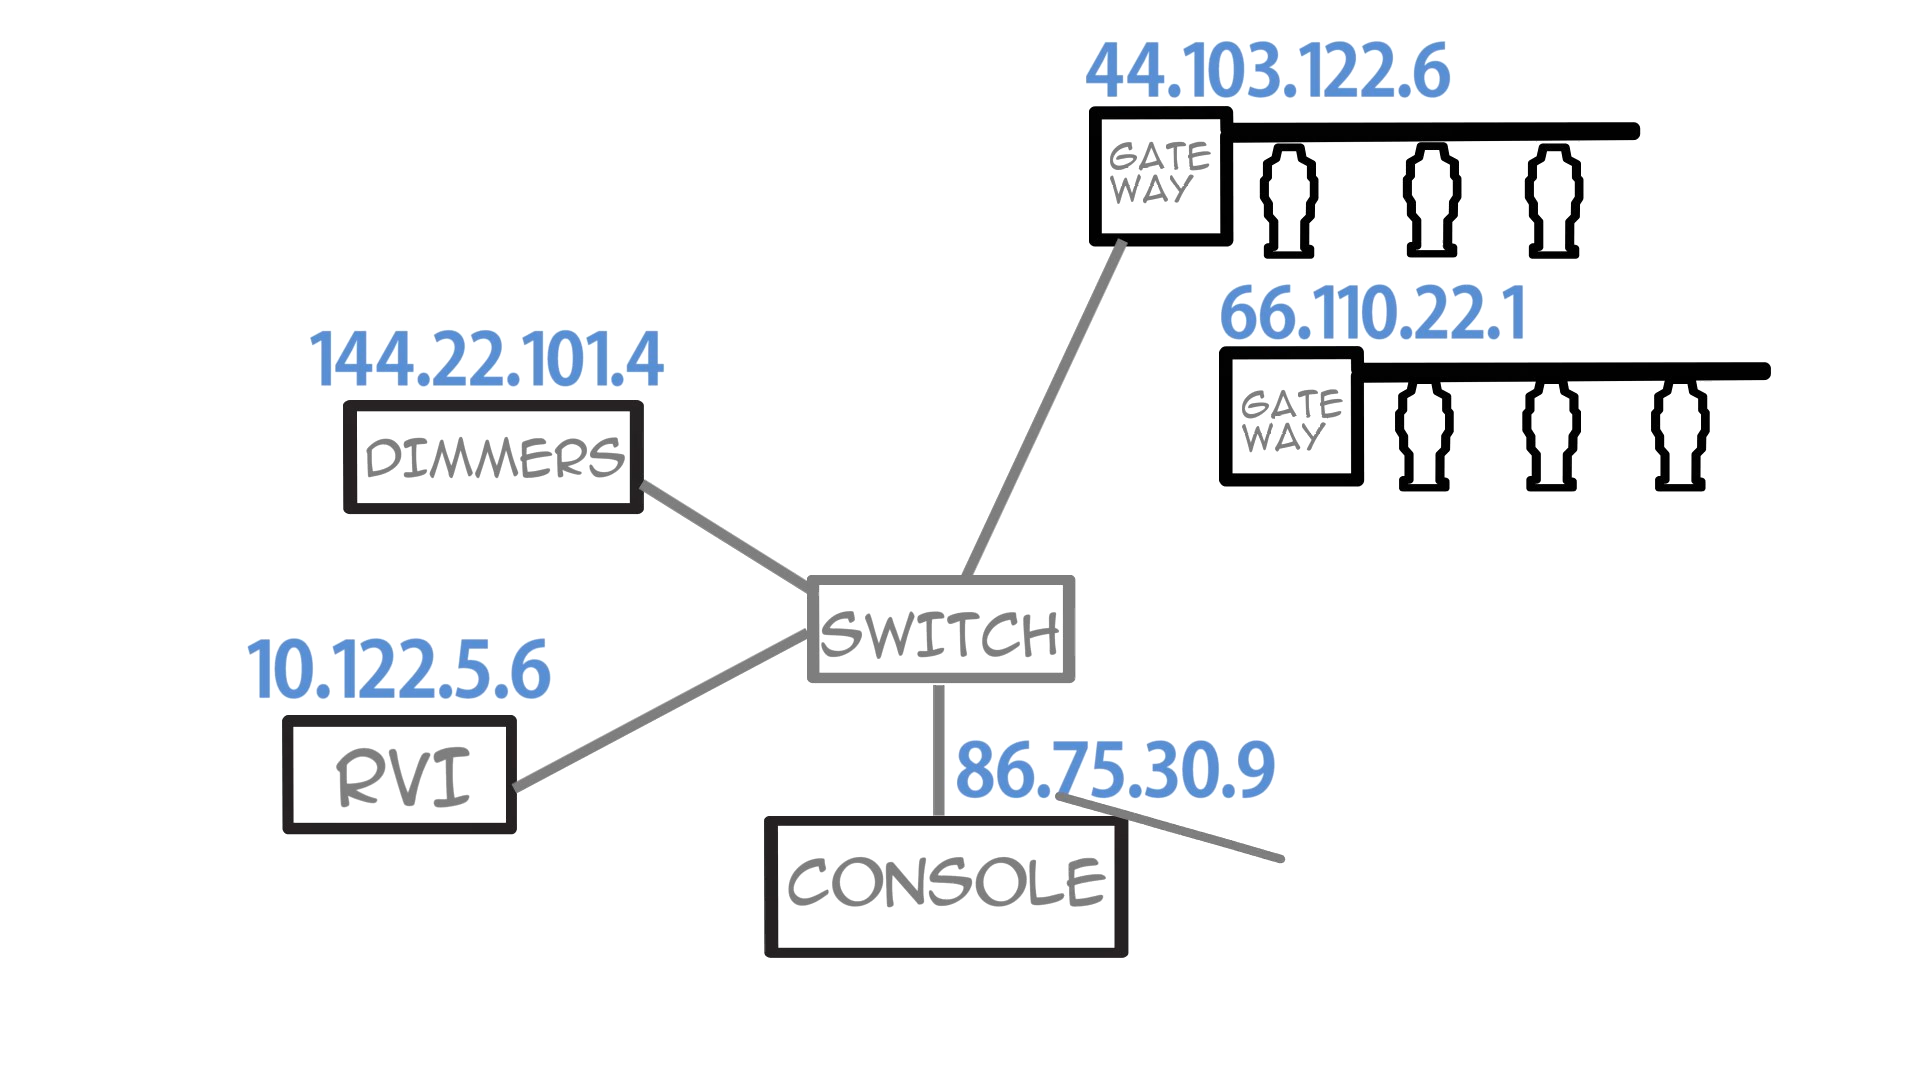 44.103.122.6
GATE
WAY
66.110.22.1
GATE
WAY
144.22.101.4
DIMMERS
SWITCH
10.122.5.6
RVI
86.75.30.9
CONSOLE